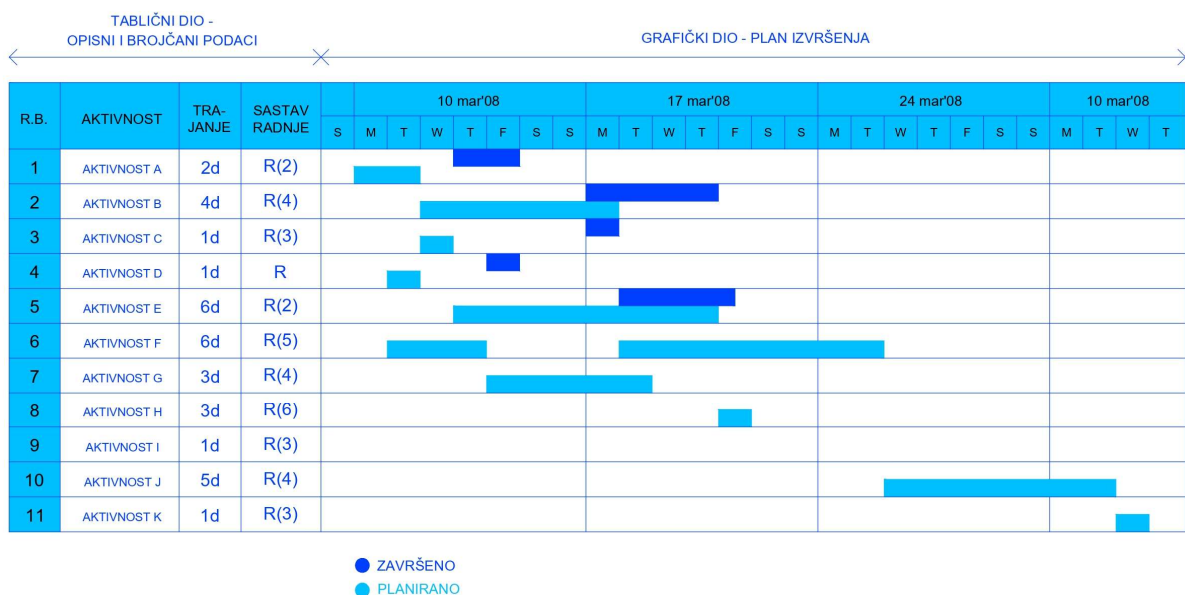 TABLIČNI DIO -
OPISNI I BROJČANI PODACI
GRAFIČKI DIO - PLAN IZVRŠENJA
R.B. AKTIVNOST TRA-JANJE SASTAV RADNJE 10 mar'08 17 mar'08 24 mar'08 10 mar'08
S M T W T F S S M T W T F S S M T W T F S S M T W T
1 AKTIVNOST A 2d R(2)
2 AKTIVNOST B 4d R(4)
3 AKTIVNOST C 1d R(3)
4 AKTIVNOST D 1d R
5 AKTIVNOST E 6d R(2)
6 AKTIVNOST F 6d R(5)
7 AKTIVNOST G 3d R(4)
8 AKTIVNOST H 3d R(6)
9 AKTIVNOST I 1d R(3)
10 AKTIVNOST J 5d R(4)
11 AKTIVNOST K 1d R(3)
ZAVRŠENO
PLANIRANO